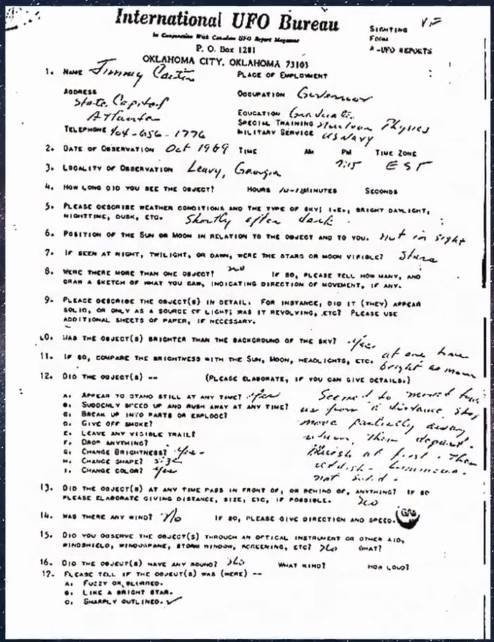 International UFO Bureau
In Cooperation With Canadian UFO Report Magazine
P. O. Box 1281
OKLAHOMA CITY, OKLAHOMA 73103
SIGHTING
FORM
A-UFO REPORTS
1. NAME Jimmy Carter PLACE OF EMPLOYMENT
ADDRESS OCCUPATION Governor
State Capitol
Atlanta EDUCATION Graduate
SPECIAL TRAINING Nuclear Physics
TELEPHONE 404-656-1776 MILITARY SERVICE US Navy
2. DATE OF OBSERVATION Oct 1969 TIME AM PM TIME ZONE
7:15 EST
3. LOCALITY OF OBSERVATION Leary, Georgia
4. HOW LONG DID YOU SEE THE OBJECT? HOURS 10-12 MINUTES SECONDS
5. PLEASE DESCRIBE WEATHER CONDITIONS AND THE TYPE OF SKY; I.E., BRIGHT DAYLIGHT,
NIGHTTIME, DUSK, ETC. Shortly after dark.
6. POSITION OF THE SUN OR MOON IN RELATION TO THE OBJECT AND TO YOU. Not in sight
7. IF SEEN AT NIGHT, TWILIGHT, OR DAWN, WERE THE STARS OR MOON VISIBLE? Stars
8. WERE THERE MORE THAN ONE OBJECT? no IF SO, PLEASE TELL HOW MANY, AND
DRAW A SKETCH OF WHAT YOU SAW, INDICATING DIRECTION OF MOVEMENT, IF ANY.
9. PLEASE DESCRIBE THE OBJECT(S) IN DETAIL. FOR INSTANCE, DID IT (THEY) APPEAR
SOLID, OR ONLY AS A SOURCE OF LIGHT; WAS IT REVOLVING, ETC? PLEASE USE
ADDITIONAL SHEETS OF PAPER, IF NECESSARY.
10. WAS THE OBJECT(S) BRIGHTER THAN THE BACKGROUND OF THE SKY? Yes
11. IF SO, COMPARE THE BRIGHTNESS WITH THE SUN, MOON, HEADLIGHTS, ETC. at one time
bright as moon
12. DID THE OBJECT(S) -- (PLEASE ELABORATE, IF YOU CAN GIVE DETAILS.)
A. APPEAR TO STAND STILL AT ANY TIME? yes
B. SUDDENLY SPEED UP AND RUSH AWAY AT ANY TIME?
C. BREAK UP INTO PARTS OR EXPLODE?
D. GIVE OFF SMOKE?
E. LEAVE ANY VISIBLE TRAIL?
F. DROP ANYTHING?
G. CHANGE BRIGHTNESS? yes
H. CHANGE SHAPE? size
I. CHANGE COLOR? yes
Seemed to move toward
us from a distance, stop,
move partially away
return, then depart.
Bluish at first - then
reddish - luminous -
not solid -
13. DID THE OBJECT(S) AT ANY TIME PASS IN FRONT OF, OR BEHIND OF, ANYTHING? IF SO
PLEASE ELABORATE GIVING DISTANCE, SIZE, ETC, IF POSSIBLE. no
14. WAS THERE ANY WIND? No IF SO, PLEASE GIVE DIRECTION AND SPEED.
15. DID YOU OBSERVE THE OBJECT(S) THROUGH AN OPTICAL INSTRUMENT OR OTHER AID,
WINDSHIELD, WINDOWPANE, STORM WINDOW, SCREENING, ETC? No WHAT?
16. DID THE OBJECT(S) HAVE ANY SOUND? No WHAT KIND? HOW LOUD?
17. PLEASE TELL IF THE OBJECT(S) WAS (WERE) --
A. FUZZY OR BLURRED.
B. LIKE A BRIGHT STAR.
C. SHARPLY OUTLINED. ✓